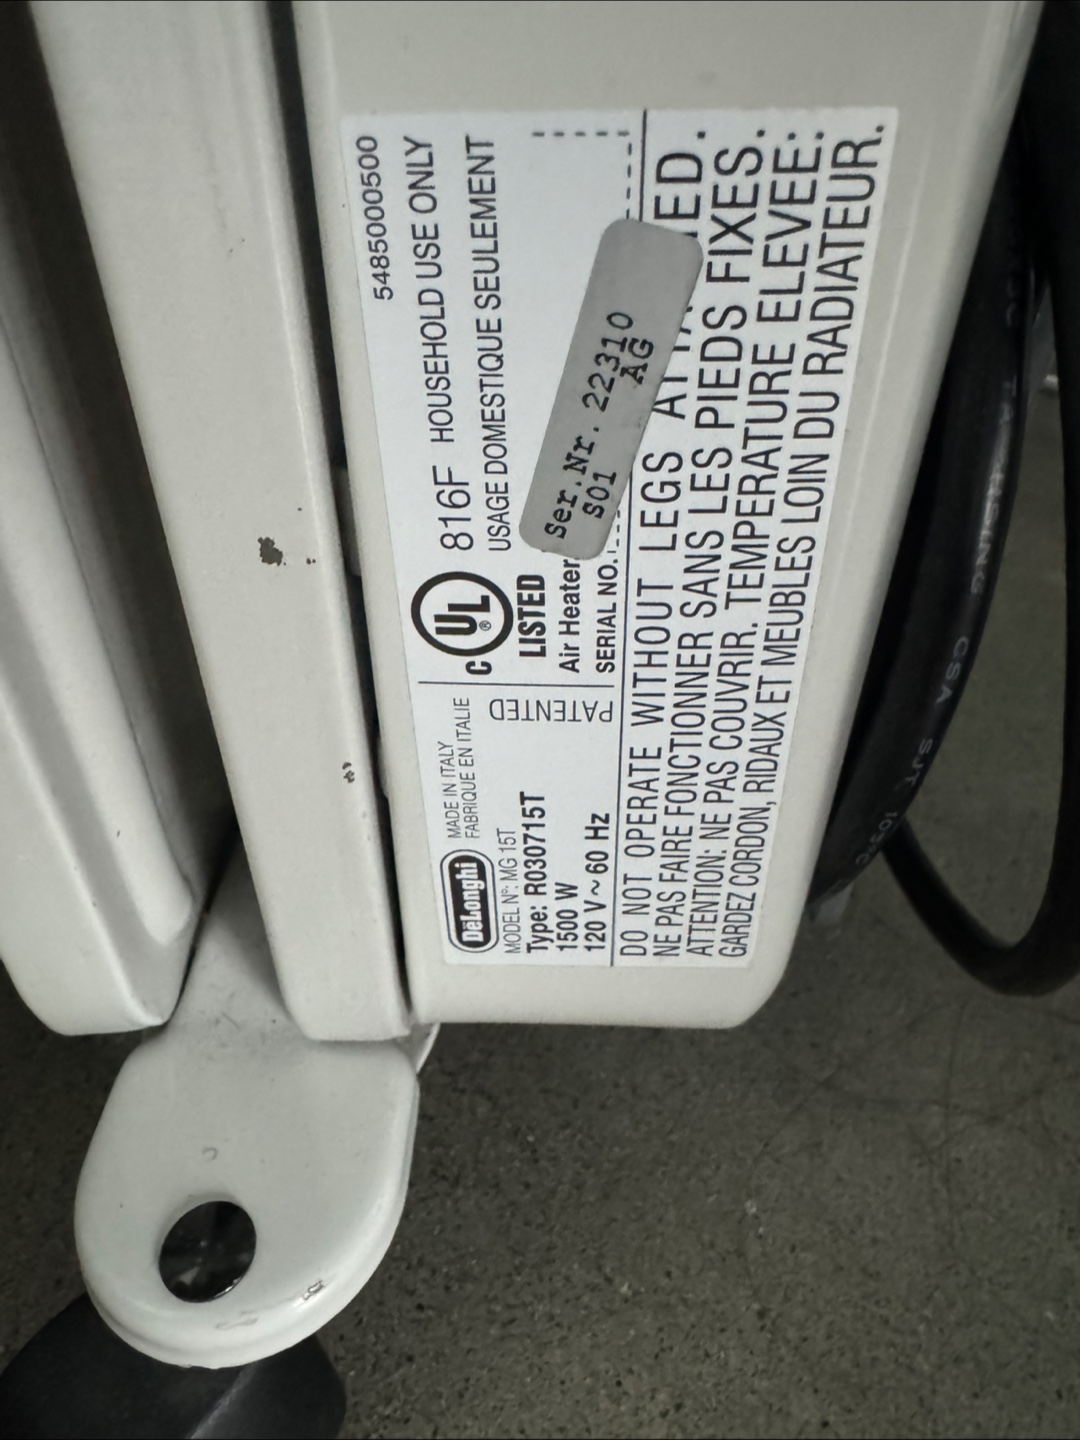 DeLonghi
MADE IN ITALY
FABRIQUE EN ITALIE
MODEL Nº: MG 15T
Type: R030715T
1500 W
120 V ~ 60 Hz
PATENTED
5485000500
C UL ® 816F HOUSEHOLD USE ONLY
USAGE DOMESTIQUE SEULEMENT
LISTED
Air Heater
SERIAL NO.
Ser.Nr. 22310
S01 AG
DO NOT OPERATE WITHOUT LEGS
NE PAS FAIRE FONCTIONNER SANS LES PIEDS FIXES.
ATTENTION: NE PAS COUVRIR. TEMPERATURE ELEVEE:
GARDEZ CORDON, RIDAUX ET MEUBLES LOIN DU RADIATEUR.
CSA SJT